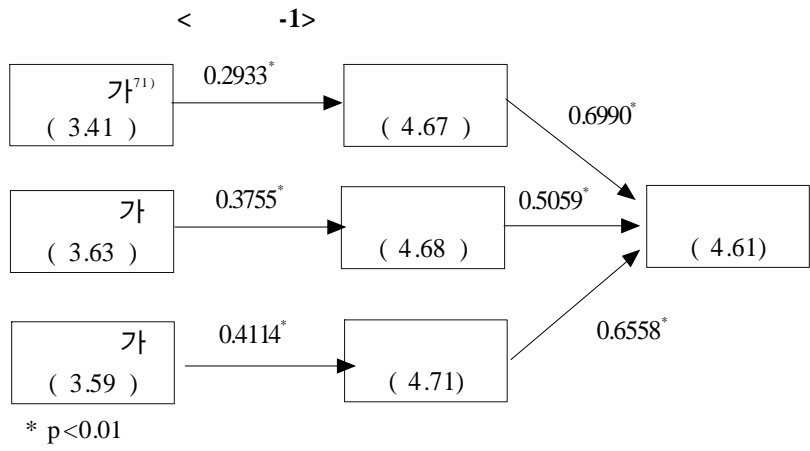 < -1>
가71) 0.2933*
( 3.41 ) ( 4.67 ) 0.6990*
가 0.3755* 0.5059*
( 3.63 ) ( 4.68 ) ( 4.61)
가 0.4114* 0.6558*
( 3.59 ) ( 4.71)
* p<0.01